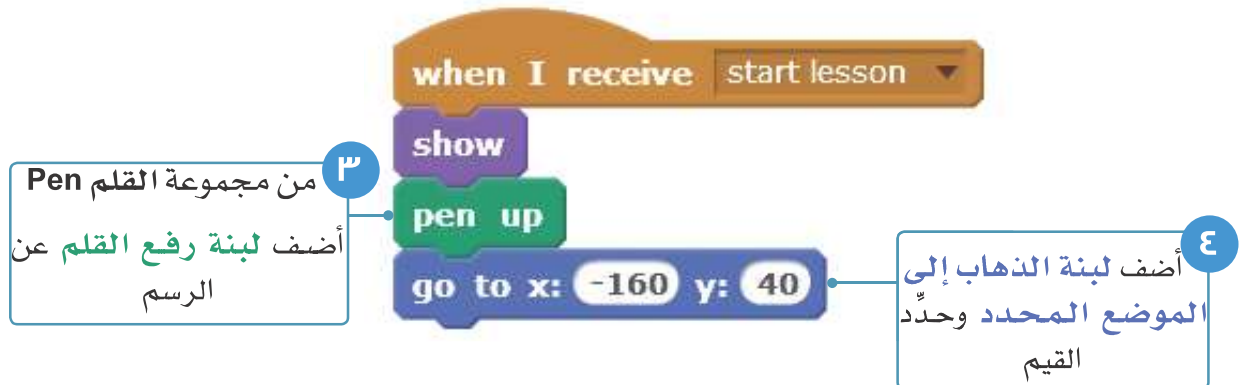 when I receive start lesson
show
pen up
go to x: -160 y: 40
٣
من مجموعة القلم Pen
أضف لبنة رفع القلم عن
الرسم
٤
أضف لبنة الذهاب إلى
الموضع المحدد وحدِّد
القيم